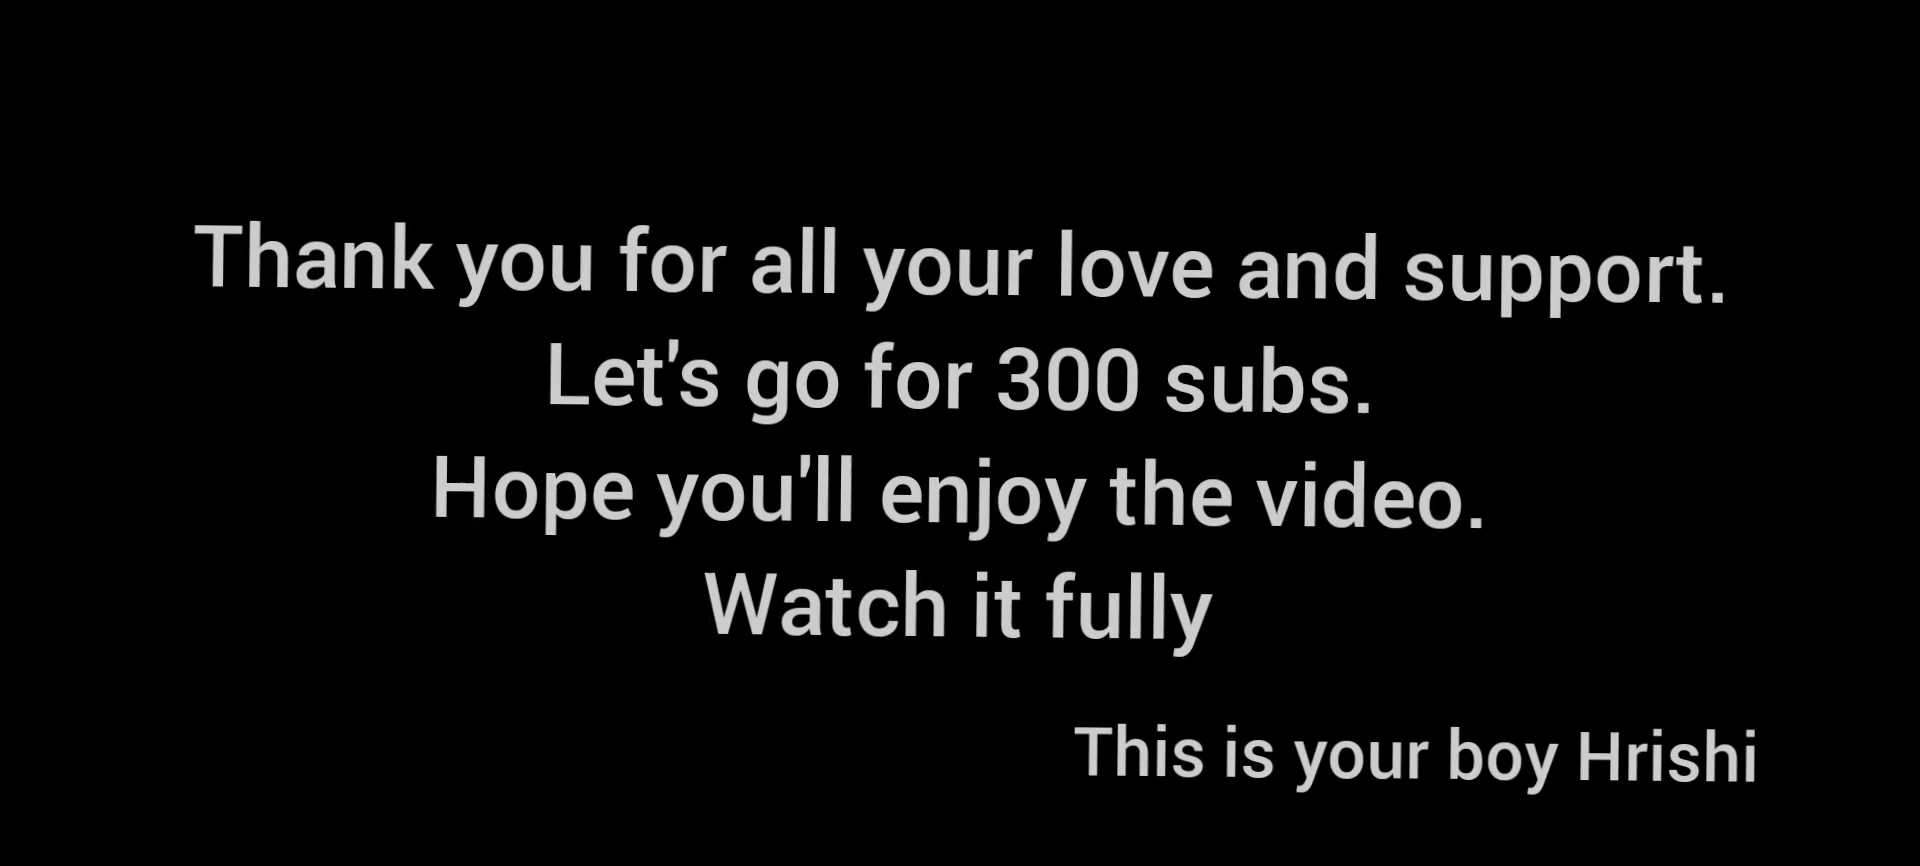 Thank you for all your love and support.
Let's go for 300 subs.
Hope you'll enjoy the video.
Watch it fully
This is your boy Hrishi